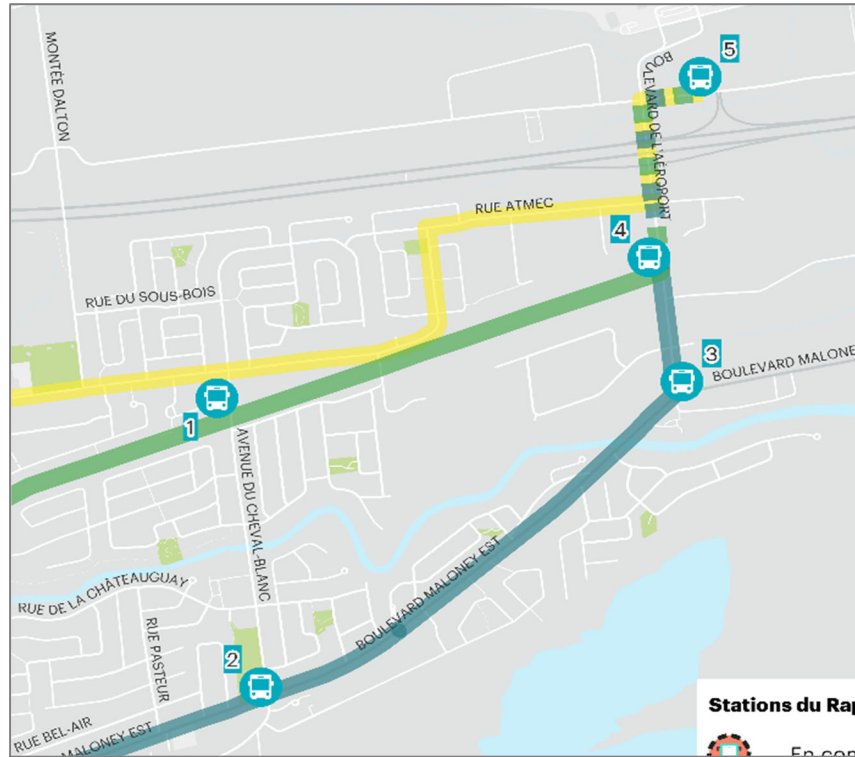 MONTÉE DALTON
5
BOULEVARD DE L'AÉROPORT
RUE ATMEC
4
RUE DU SOUS-BOIS
3
BOULEVARD MALONE
1
AVENUE DU CHEVAL-BLANC
RUE DE LA CHÂTEAUGUAY
RUE PASTEUR
BOULEVARD MALONEY EST
2
RUE BEL-AIR
MALONEY EST
Stations du Rap
En con